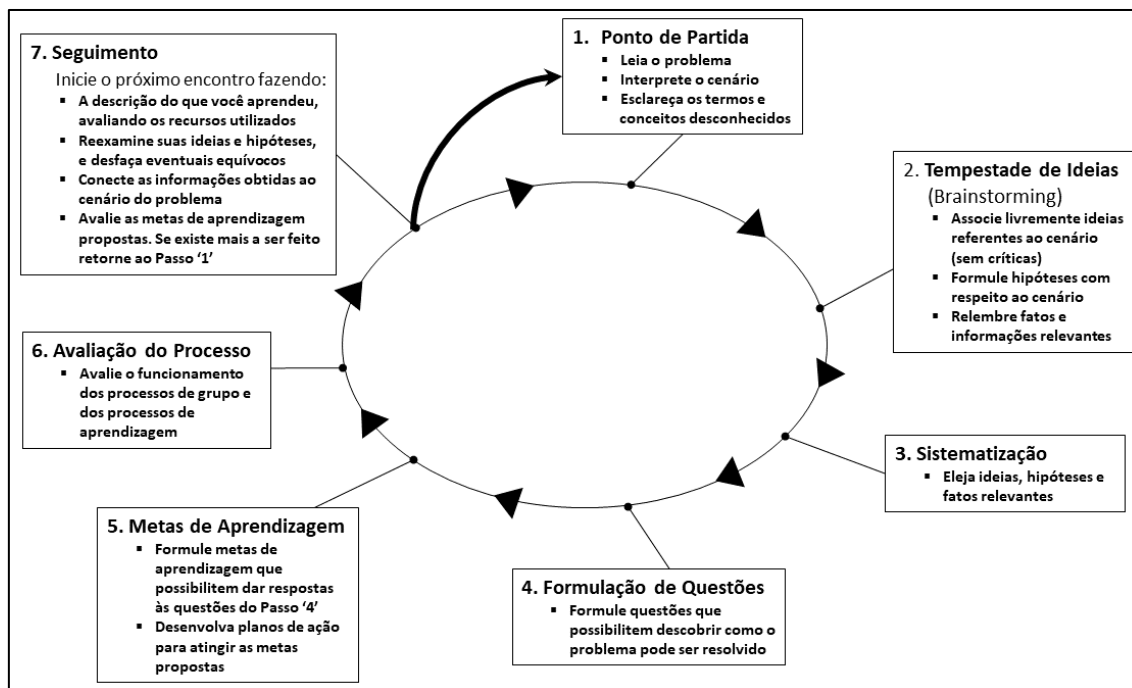 1. Ponto de Partida
▪ Leia o problema
▪ Interprete o cenário
▪ Esclareça os termos e
conceitos desconhecidos
2. Tempestade de Ideias
(Brainstorming)
▪ Associe livremente ideias
referentes ao cenário
(sem críticas)
▪ Formule hipóteses com
respeito ao cenário
▪ Relembre fatos e
informações relevantes
3. Sistematização
▪ Eleja ideias, hipóteses e
fatos relevantes
4. Formulação de Questões
▪ Formule questões que
possibilitem descobrir como o
problema pode ser resolvido
5. Metas de Aprendizagem
▪ Formule metas de
aprendizagem que
possibilitem dar respostas
às questões do Passo ‘4’
▪ Desenvolva planos de ação
para atingir as metas
propostas
6. Avaliação do Processo
▪ Avalie o funcionamento
dos processos de grupo e
dos processos de
aprendizagem
7. Seguimento
Inicie o próximo encontro fazendo:
▪ A descrição do que você aprendeu,
avaliando os recursos utilizados
▪ Reexamine suas ideias e hipóteses,
e desfaça eventuais equívocos
▪ Conecte as informações obtidas ao
cenário do problema
▪ Avalie as metas de aprendizagem
propostas. Se existe mais a ser feito
retorne ao Passo ‘1’